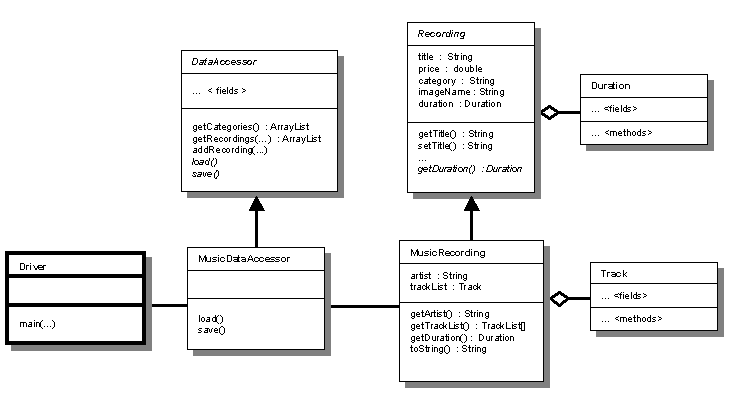 Recording
title : String
price : double
category : String
imageName : String
duration : Duration
getTitle() : String
setTitle() : String
...
getDuration() : Duration
DataAccessor
... < fields >
getCategories() : ArrayList
getRecordings(...) : ArrayList
addRecording(...)
load()
save()
Duration
... <fields>
... <methods>
Driver
main(...)
MusicDataAccessor
load()
save()
MusicRecording
artist : String
trackList : Track
getArtist() : String
getTrackList() : TrackList[]
getDuration() : Duration
toString() : String
Track
... <fields>
... <methods>